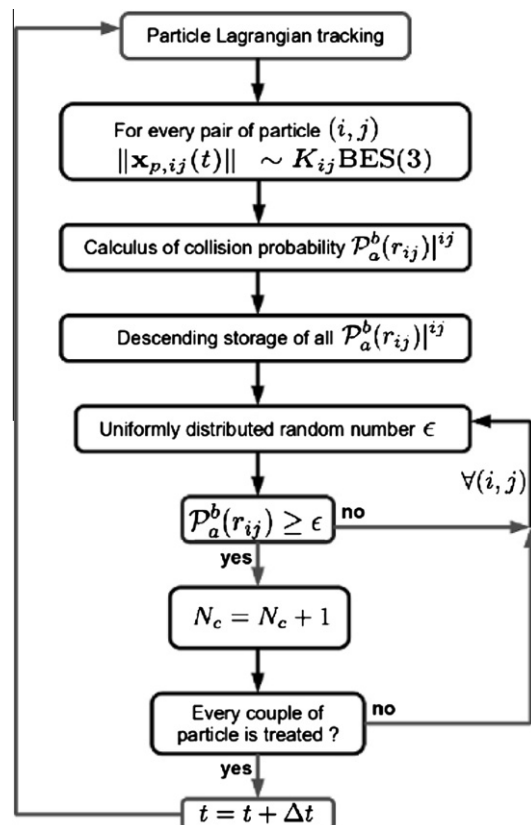 Particle Lagrangian tracking
For every pair of particle (i, j)
‖x_{p,ij}(t)‖ ∼ K_{ij}BES(3)
Calculus of collision probability 𝒫_a^b(r_{ij})|^{ij}
Descending storage of all 𝒫_a^b(r_{ij})|^{ij}
Uniformly distributed random number ϵ
∀(i, j)
𝒫_a^b(r_{ij}) ≥ ϵ
no
yes
N_c = N_c + 1
Every couple of
particle is treated ?
no
yes
t = t + Δt